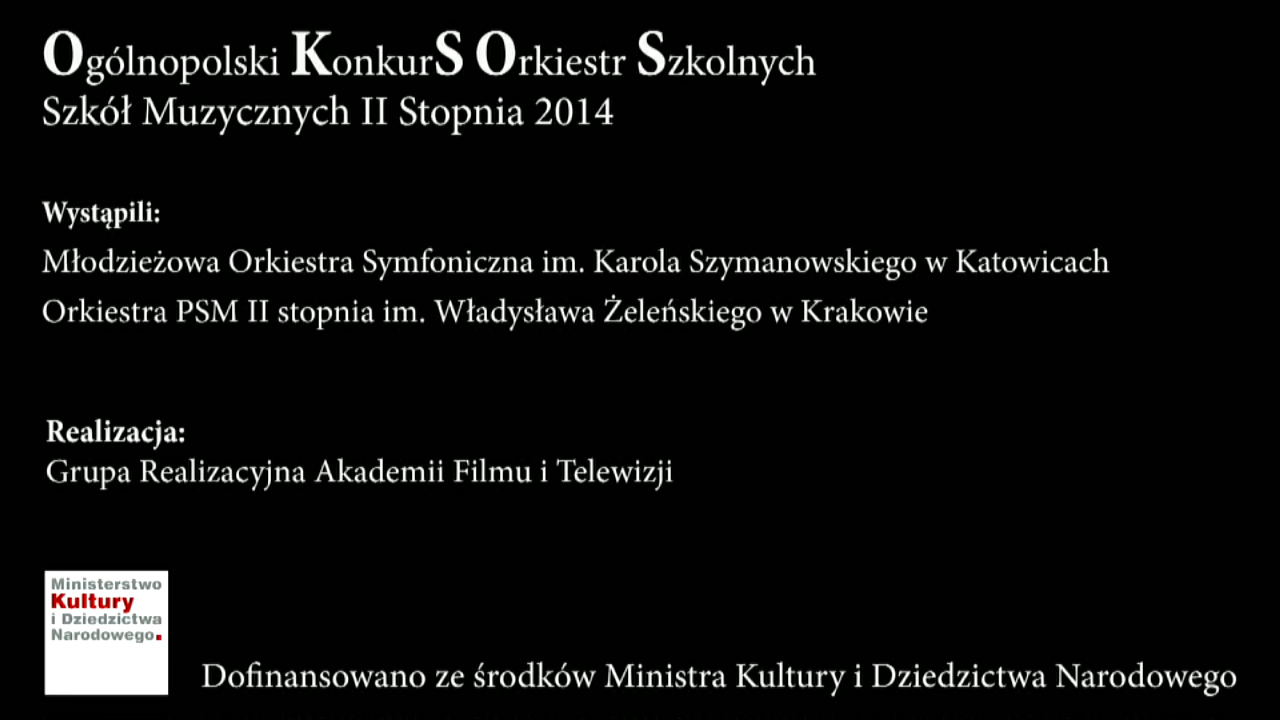 Ogólnopolski KonkurS Orkiestr Szkolnych
Szkół Muzycznych II Stopnia 2014
Wystąpili:
Młodzieżowa Orkiestra Symfoniczna im. Karola Szymanowskiego w Katowicach
Orkiestra PSM II stopnia im. Władysława Żeleńskiego w Krakowie
Realizacja:
Grupa Realizacyjna Akademii Filmu i Telewizji
Ministerstwo
Kultury
i Dziedzictwa
Narodowego.
Dofinansowano ze środków Ministra Kultury i Dziedzictwa Narodowego